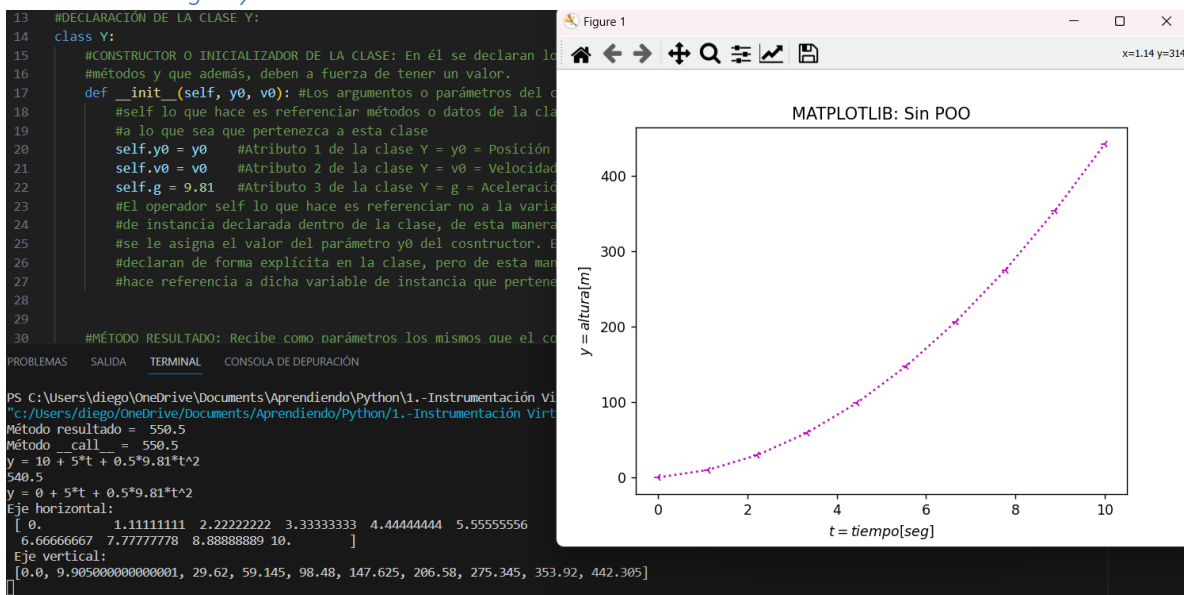 13 #DECLARACIÓN DE LA CLASE Y:
14 class Y:
15 #CONSTRUCTOR O INICIALIZADOR DE LA CLASE: En él se declaran lo
16 #métodos y que además, deben a fuerza de tener un valor.
17 def __init__(self, y0, v0): #Los argumentos o parámetros del c
18 #self lo que hace es referenciar métodos o datos de la cla
19 #a lo que sea que pertenezca a esta clase
20 self.y0 = y0 #Atributo 1 de la clase Y = y0 = Posición
21 self.v0 = v0 #Atributo 2 de la clase Y = v0 = Velocidad
22 self.g = 9.81 #Atributo 3 de la clase Y = g = Aceleració
23 #El operador self lo que hace es referenciar no a la varia
24 #de instancia declarada dentro de la clase, de esta manera
25 #se le asigna el valor del parámetro y0 del cosntructor. E
26 #declaran de forma explícita en la clase, pero de esta man
27 #hace referencia a dicha variable de instancia que pertene
28
29
30 #MÉTODO RESULTADO: Recibe como parámetros los mismos que el co
PROBLEMAS SALIDA TERMINAL CONSOLA DE DEPURACIÓN
PS C:\Users\diego\OneDrive\Documents\Aprendiendo\Python\1.-Instrumentación Vi
"c:/Users/diego/OneDrive/Documents/Aprendiendo/Python/1.-Instrumentación Virt
Método resultado = 550.5
Método __call__ = 550.5
y = 10 + 5*t + 0.5*9.81*t^2
540.5
y = 0 + 5*t + 0.5*9.81*t^2
Eje horizontal:
[ 0. 1.11111111 2.22222222 3.33333333 4.44444444 5.55555556
6.66666667 7.77777778 8.88888889 10. ]
Eje vertical:
[0.0, 9.905000000000001, 29.62, 59.145, 98.48, 147.625, 206.58, 275.345, 353.92, 442.305]
Figure 1
x=1.14 y=314
MATPLOTLIB: Sin POO
400
300
200
100
0
y = altura[m]
0 2 4 6 8 10
t = tiempo[seg]